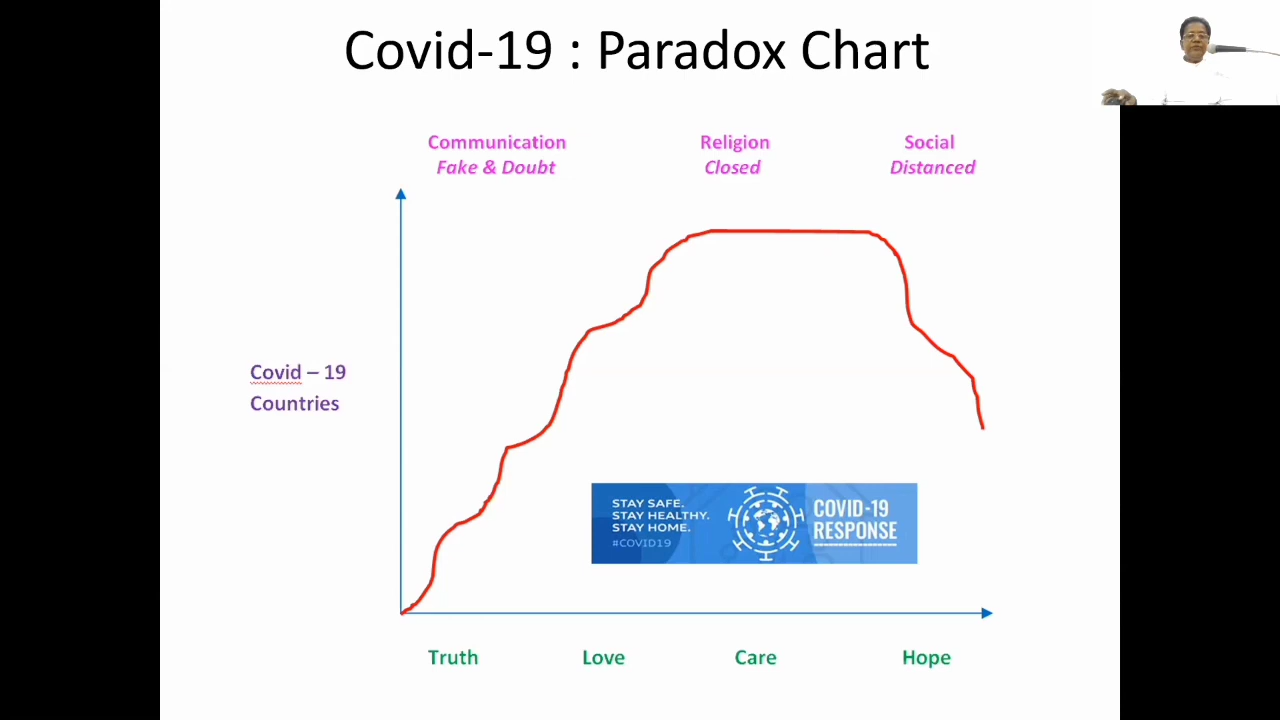 Covid-19 : Paradox Chart
Communication
Fake & Doubt
Religion
Closed
Social
Distanced
Covid – 19
Countries
STAY SAFE.
STAY HEALTHY.
STAY HOME.
#COVID19
COVID-19
RESPONSE
Truth
Love
Care
Hope